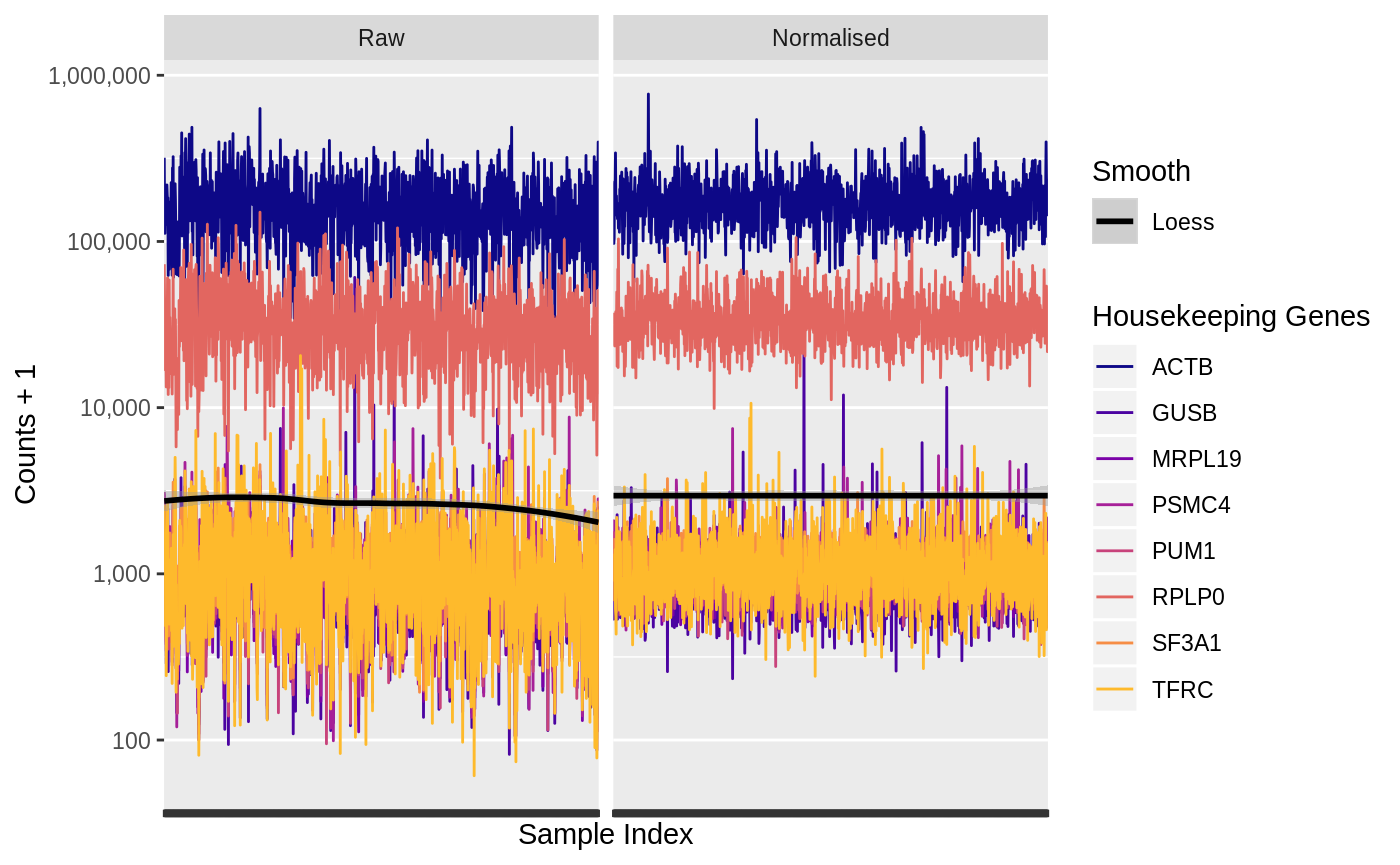 Raw
Normalised
1,000,000
100,000
10,000
1,000
100
Counts + 1
Sample Index
Smooth
Loess
Housekeeping Genes
ACTB
GUSB
MRPL19
PSMC4
PUM1
RPLP0
SF3A1
TFRC